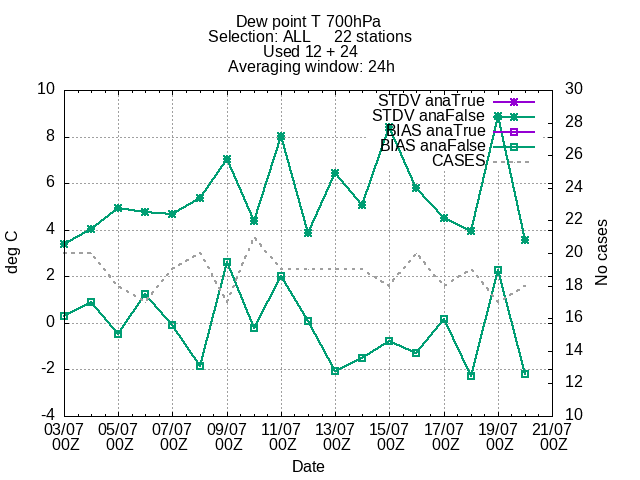 Dew point T 700hPa
Selection: ALL 22 stations
Used 12 + 24
Averaging window: 24h
STDV anaTrue
STDV anaFalse
BIAS anaTrue
BIAS anaFalse
CASES
deg C
10
8
6
4
2
0
-2
-4
No cases
30
28
26
24
22
20
18
16
14
12
10
03/07 05/07 07/07 09/07 11/07 13/07 15/07 17/07 19/07 21/07
00Z 00Z 00Z 00Z 00Z 00Z 00Z 00Z 00Z 00Z
Date